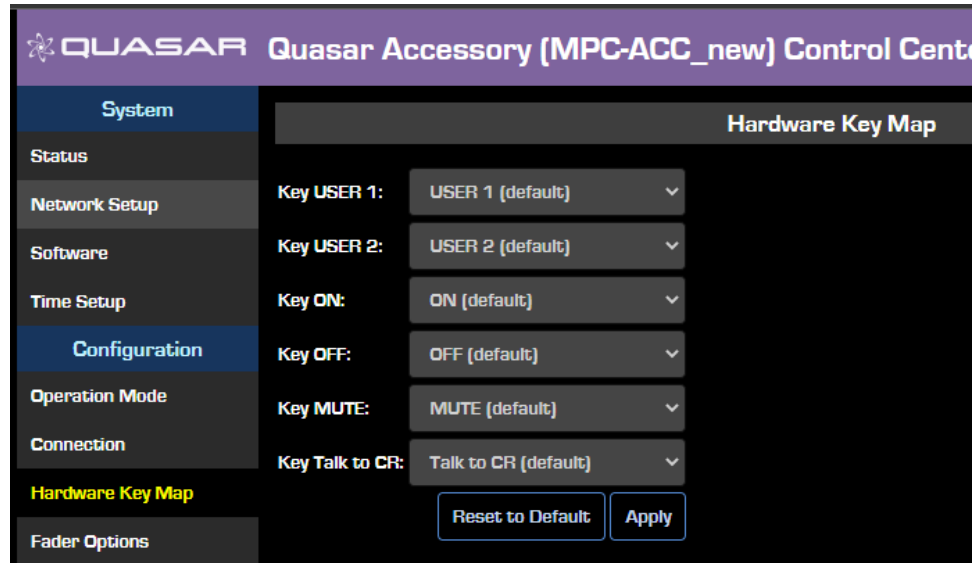 QUASAR Quasar Accessory (MPC-ACC_new) Control Cent
System
Status
Network Setup
Software
Time Setup
Configuration
Operation Mode
Connection
Hardware Key Map
Fader Options
Hardware Key Map
Key USER 1: USER 1 (default)
Key USER 2: USER 2 (default)
Key ON: ON (default)
Key OFF: OFF (default)
Key MUTE: MUTE (default)
Key Talk to CR: Talk to CR (default)
Reset to Default Apply